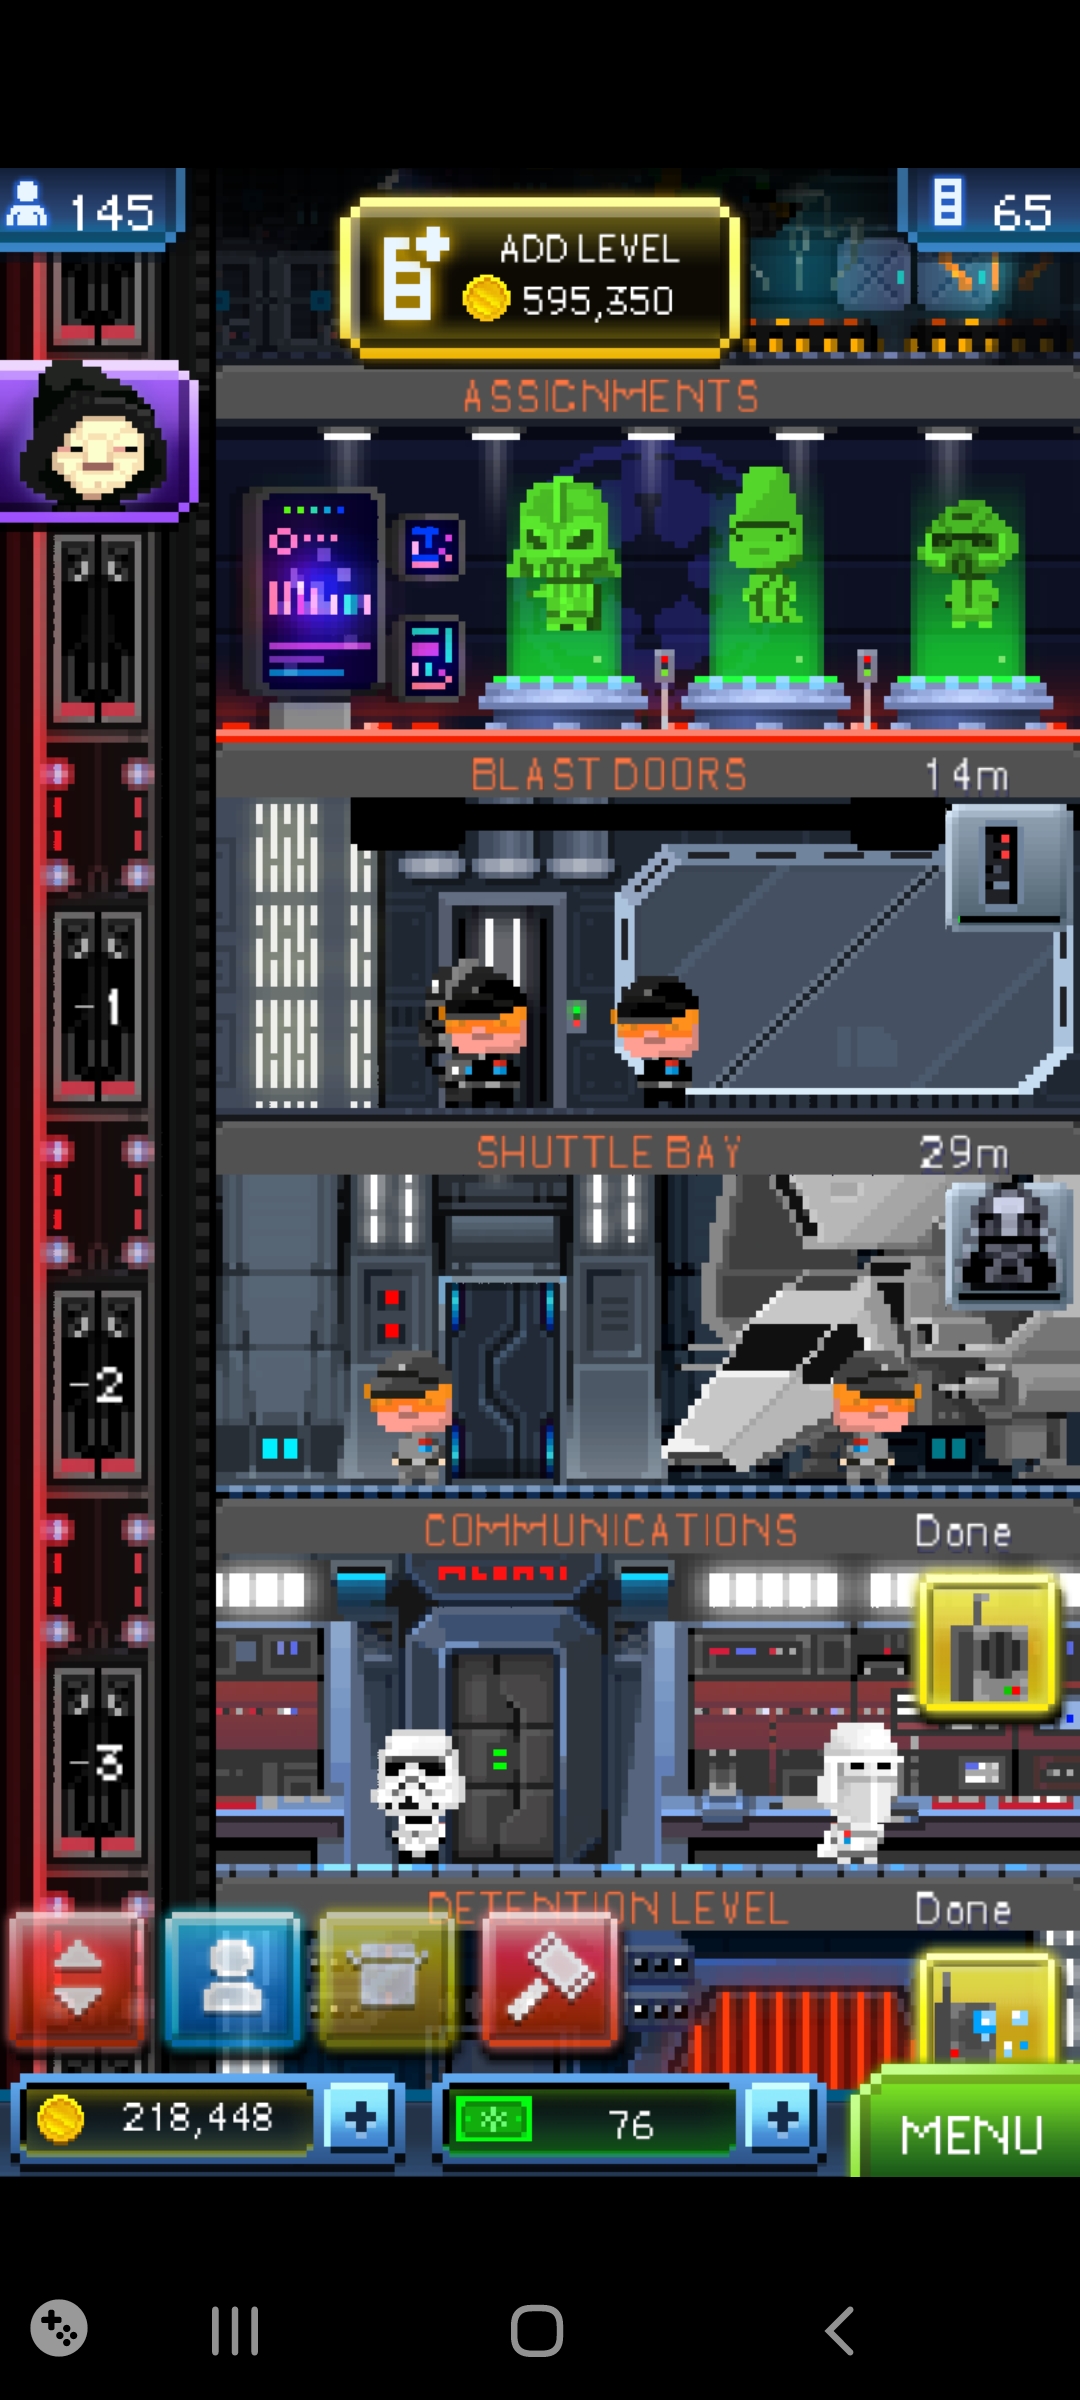 145
ADD LEVEL
595,350
65
ASSIGNMENTS
BLAST DOORS 14m
-1
SHUTTLE BAY 29m
-2
COMMUNICATIONS Done
-3
DETENTION LEVEL Done
218,448
76
MENU